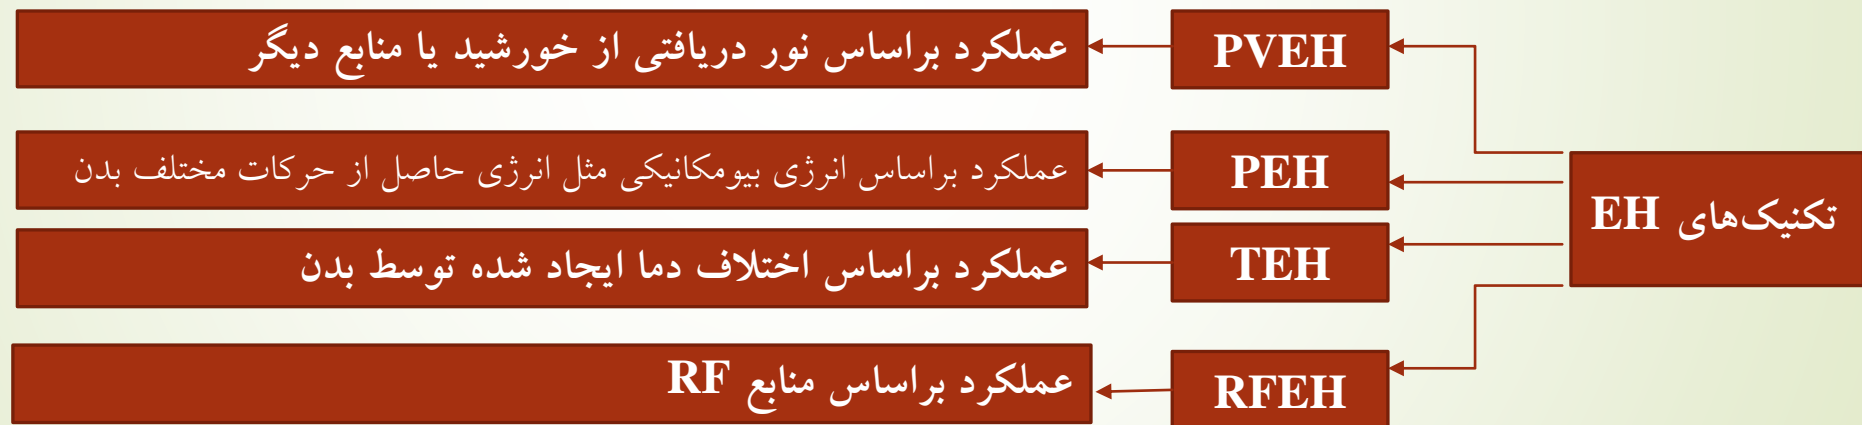 تکنیک‌های EH
PVEH
عملکرد براساس نور دریافتی از خورشید یا منابع دیگر
PEH
عملکرد براساس انرژی بیومکانیکی مثل انرژی حاصل از حرکات مختلف بدن
TEH
عملکرد براساس اختلاف دما ایجاد شده توسط بدن
RFEH
عملکرد براساس منابع RF